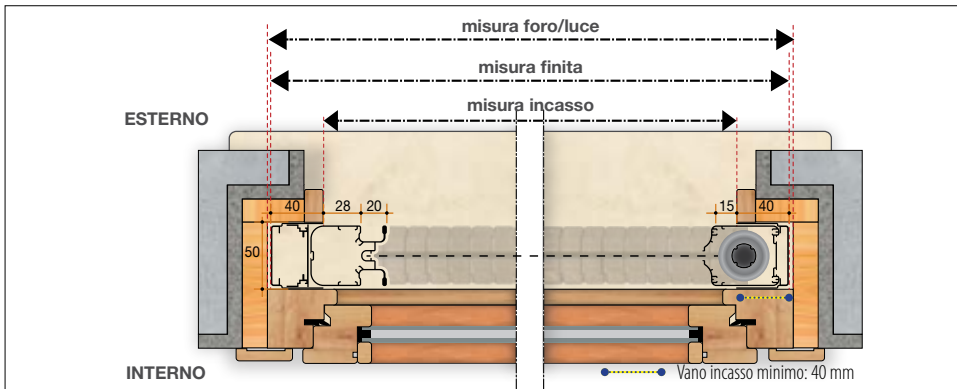 misura foro/luce
misura finita
misura incasso
ESTERNO
40 28 20 15 40
50
INTERNO
Vano incasso minimo: 40 mm